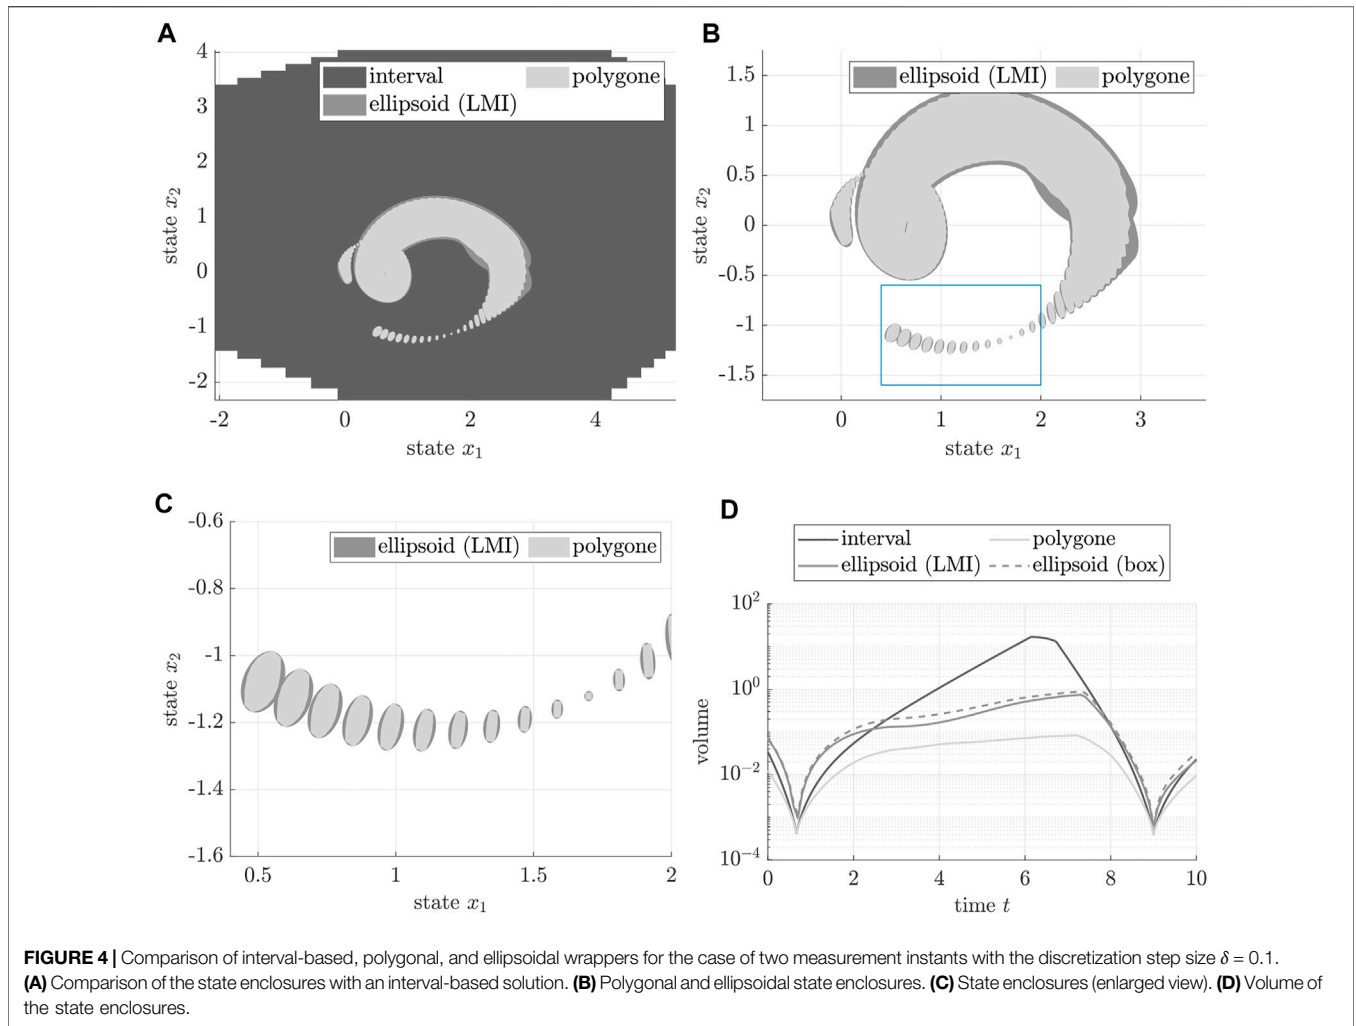 A
4
3
2
1
0
-1
-2
-2
0
2
4
state x₂
state x₁
interval
polygone
ellipsoid (LMI)
B
1.5
1
0.5
0
-0.5
-1
-1.5
0
1
2
3
state x₂
state x₁
ellipsoid (LMI)
polygone
C
-0.6
-0.8
-1
-1.2
-1.4
-1.6
0.5
1
1.5
2
state x₂
state x₁
ellipsoid (LMI)
polygone
D
interval
polygone
ellipsoid (LMI)
ellipsoid (box)
10²
10⁰
10⁻²
10⁻⁴
0
2
4
6
8
10
volume
time t
FIGURE 4 | Comparison of interval-based, polygonal, and ellipsoidal wrappers for the case of two measurement instants with the discretization step size δ = 0.1.
(A) Comparison of the state enclosures with an interval-based solution. (B) Polygonal and ellipsoidal state enclosures. (C) State enclosures (enlarged view). (D) Volume of
the state enclosures.